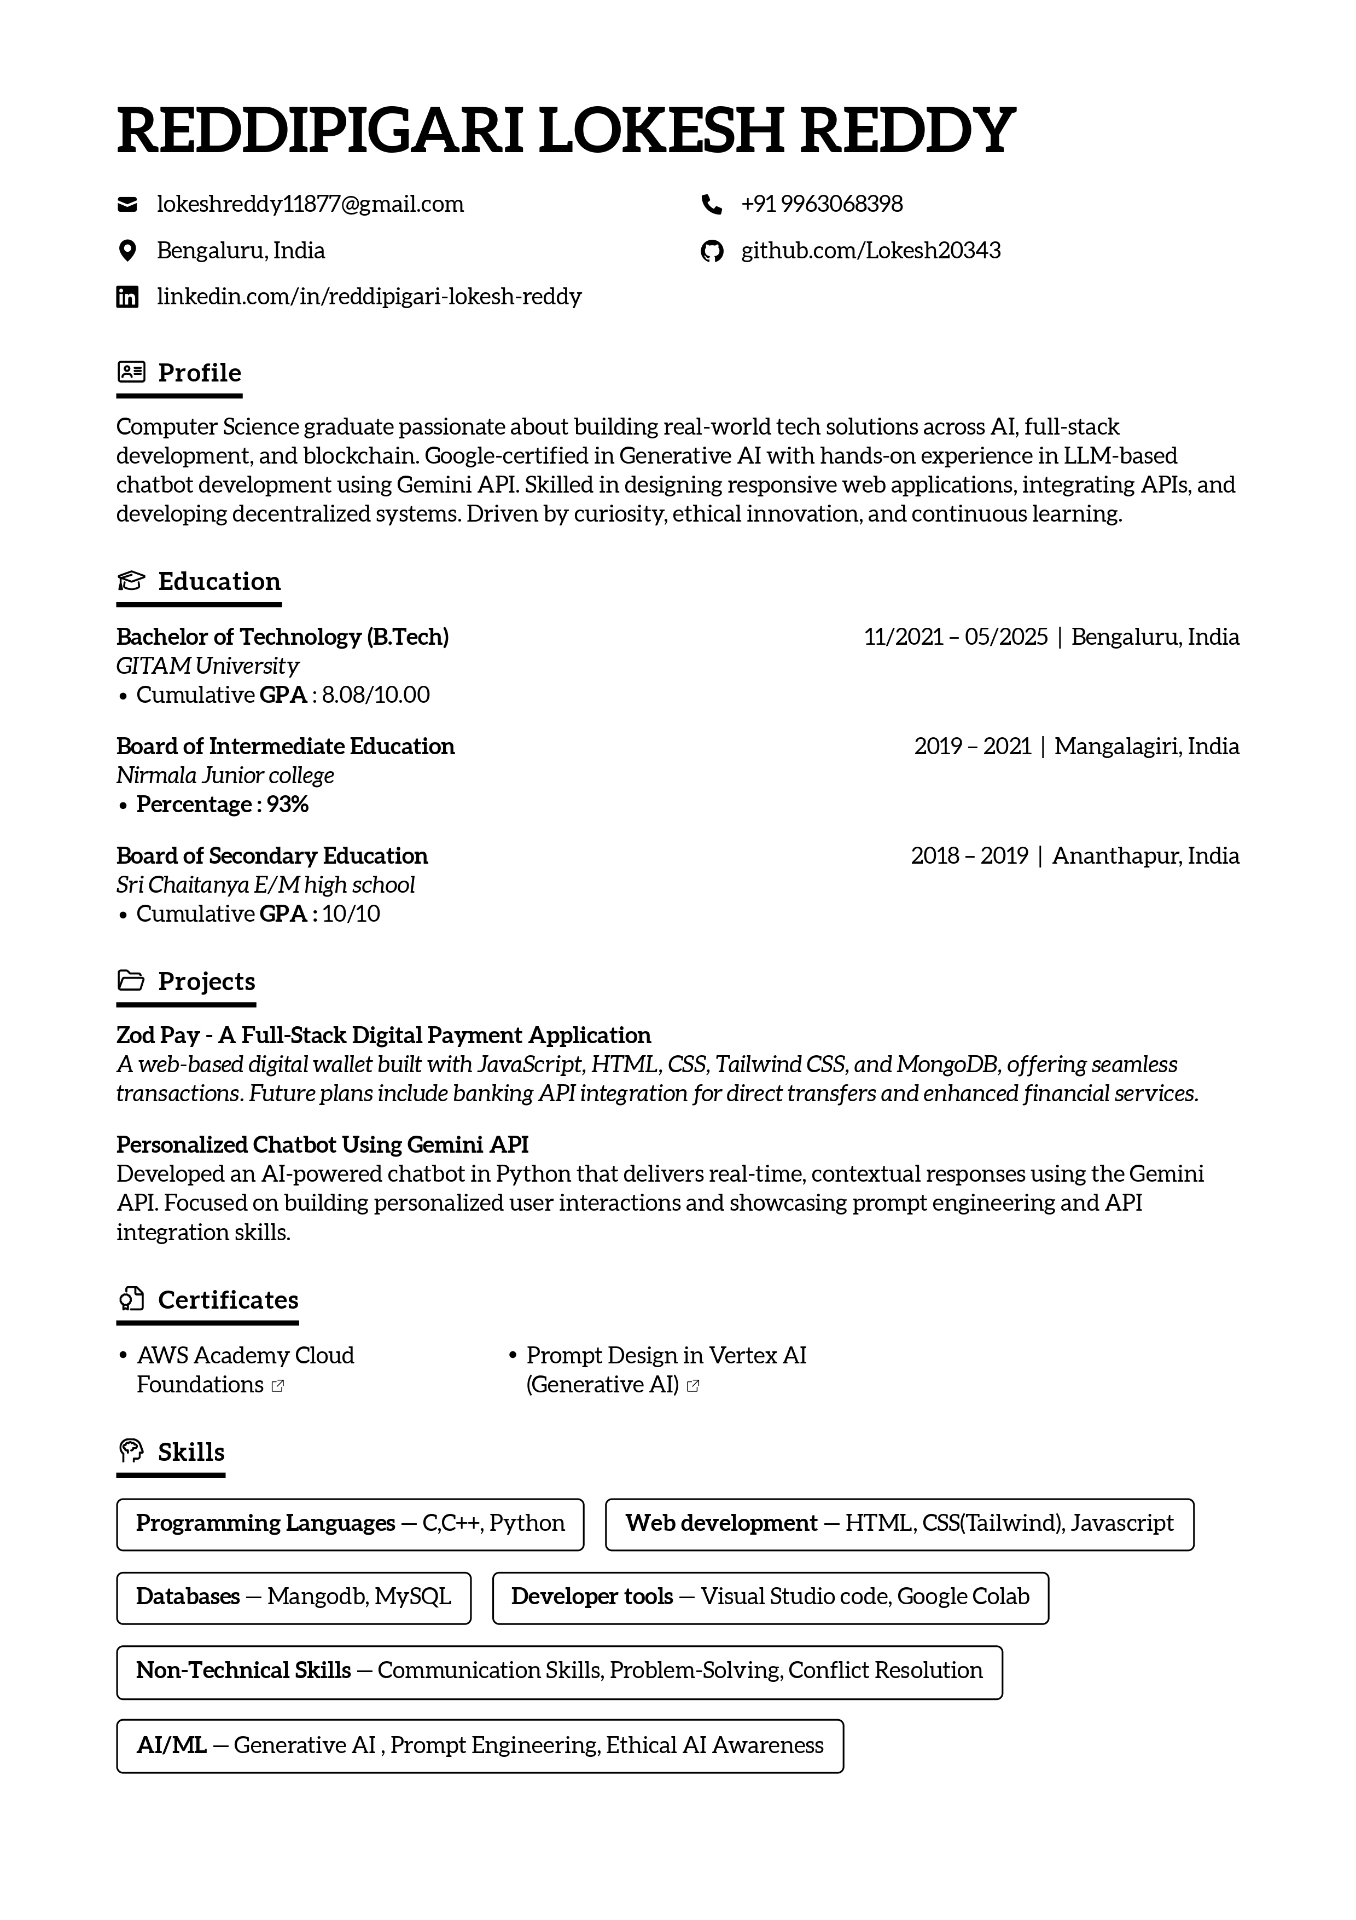 REDDIPIGARI LOKESH REDDY
lokeshreddy11877@gmail.com
+91 9963068398
Bengaluru, India
github.com/Lokesh20343
linkedin.com/in/reddipigari-lokesh-reddy
Profile
Computer Science graduate passionate about building real-world tech solutions across AI, full-stack
development, and blockchain. Google-certified in Generative AI with hands-on experience in LLM-based
chatbot development using Gemini API. Skilled in designing responsive web applications, integrating APIs, and
developing decentralized systems. Driven by curiosity, ethical innovation, and continuous learning.
Education
Bachelor of Technology (B.Tech) 11/2021 – 05/2025 | Bengaluru, India
GITAM University
• Cumulative GPA : 8.08/10.00
Board of Intermediate Education 2019 – 2021 | Mangalagiri, India
Nirmala Junior college
• Percentage : 93%
Board of Secondary Education 2018 – 2019 | Ananthapur, India
Sri Chaitanya E/M high school
• Cumulative GPA : 10/10
Projects
Zod Pay - A Full-Stack Digital Payment Application
A web-based digital wallet built with JavaScript, HTML, CSS, Tailwind CSS, and MongoDB, offering seamless
transactions. Future plans include banking API integration for direct transfers and enhanced financial services.
Personalized Chatbot Using Gemini API
Developed an AI-powered chatbot in Python that delivers real-time, contextual responses using the Gemini
API. Focused on building personalized user interactions and showcasing prompt engineering and API
integration skills.
Certificates
• AWS Academy Cloud
Foundations
• Prompt Design in Vertex AI
(Generative AI)
Skills
Programming Languages — C,C++, Python
Web development — HTML, CSS(Tailwind), Javascript
Databases — Mangodb, MySQL
Developer tools — Visual Studio code, Google Colab
Non-Technical Skills — Communication Skills, Problem-Solving, Conflict Resolution
AI/ML — Generative AI , Prompt Engineering, Ethical AI Awareness